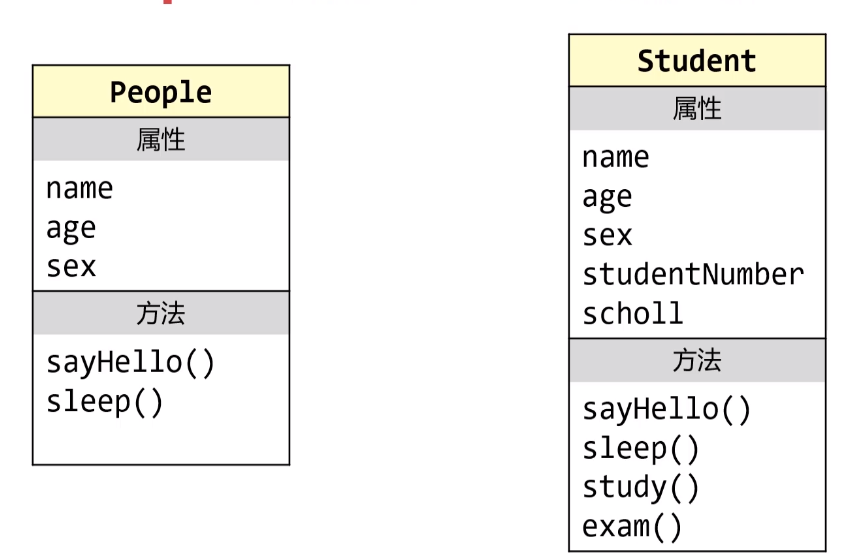 People
属性
name
age
sex
方法
sayHello()
sleep()
Student
属性
name
age
sex
studentNumber
scholl
方法
sayHello()
sleep()
study()
exam()